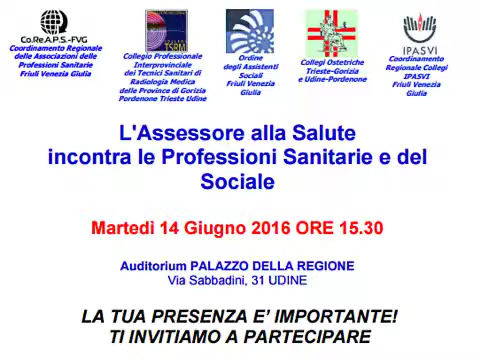 Co.Re.A.P.S.-FVG
Coordinamento Regionale
delle Associazioni delle
Professioni Sanitarie
Friuli Venezia Giulia
TSRM
Collegio Professionale
Interprovinciale
dei Tecnici Sanitari di
Radiologia Medica
delle Province di Gorizia
Pordenone Trieste Udine
Ordine
degli Assistenti
Sociali
Friuli Venezia
Giulia
Collegi Ostetriche
Trieste-Gorizia
e Udine-Pordenone
IPASVI
Coordinamento
Regionale Collegi
IPASVI
Friuli Venezia
Giulia
L'Assessore alla Salute
incontra le Professioni Sanitarie e del
Sociale
Martedì 14 Giugno 2016 ORE 15.30
Auditorium PALAZZO DELLA REGIONE
Via Sabbadini, 31 UDINE
LA TUA PRESENZA E' IMPORTANTE!
TI INVITIAMO A PARTECIPARE